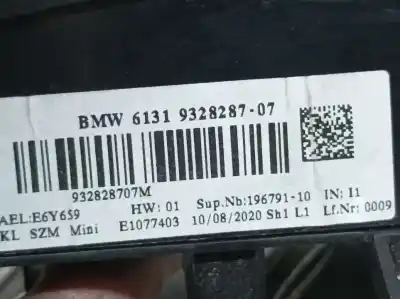 BMW 6131 9328287-07
932828707M
HW: 01
Sup.Nb:196791-10
IN: I1
AEL:E6Y659
KL SZM Mini
E1077403
10/08/2020 Sh1 L1
Lf.Nr: 0009